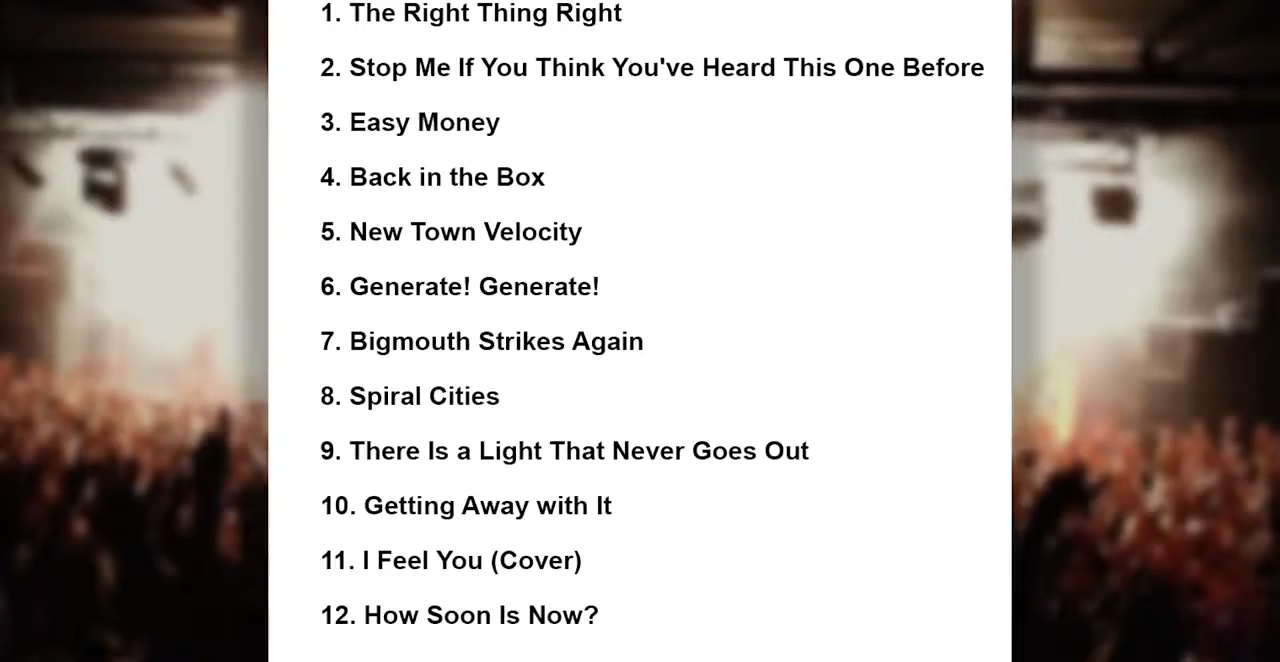 1. The Right Thing Right
2. Stop Me If You Think You've Heard This One Before
3. Easy Money
4. Back in the Box
5. New Town Velocity
6. Generate! Generate!
7. Bigmouth Strikes Again
8. Spiral Cities
9. There Is a Light That Never Goes Out
10. Getting Away with It
11. I Feel You (Cover)
12. How Soon Is Now?